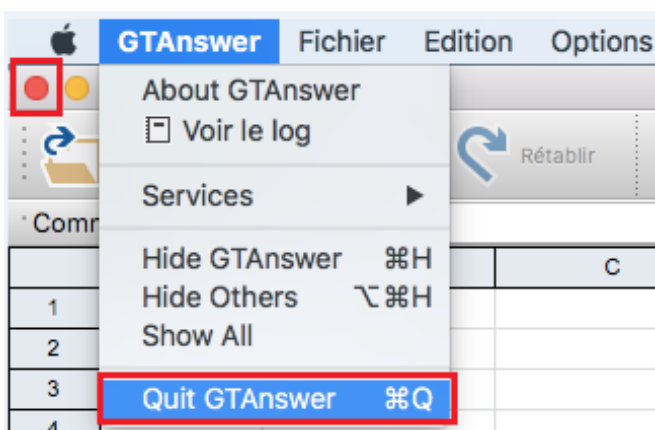 GTAnswer Fichier Edition Options
About GTAnswer
Voir le log
Rétablir
Services ▶
Comr
Hide GTAnswer ⌘H
C
Hide Others ⌥⌘H
1
Show All
2
3
Quit GTAnswer ⌘Q
4